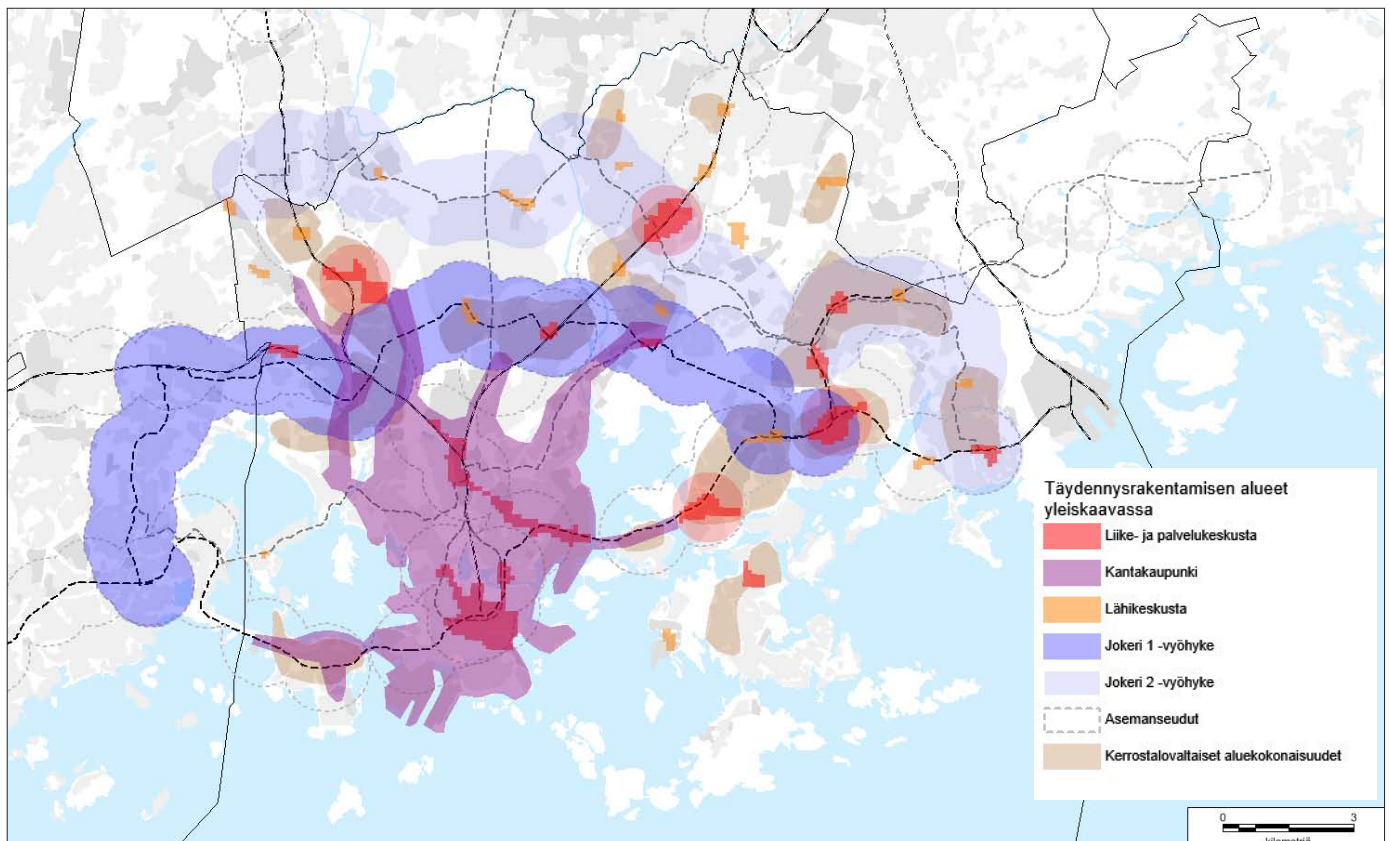 Täydennysrakentamisen alueet
yleiskaavassa
Liike- ja palvelukeskusta
Kantakaupunki
Lähikeskusta
Jokeri 1 -vyöhyke
Jokeri 2 -vyöhyke
Asemanseudut
Kerrostalovaltaiset aluekokonaisuudet
0 3
kilometriä